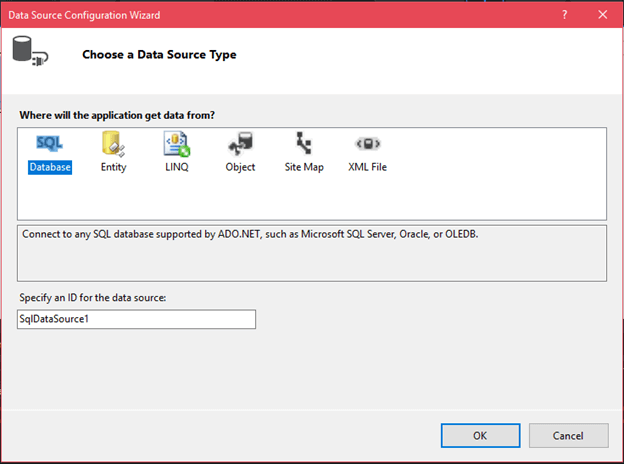 Data Source Configuration Wizard
?
Choose a Data Source Type
Where will the application get data from?
SQL
Database Entity LINQ Object Site Map XML File
Connect to any SQL database supported by ADO.NET, such as Microsoft SQL Server, Oracle, or OLEDB.
Specify an ID for the data source:
SqlDataSource1
OK Cancel